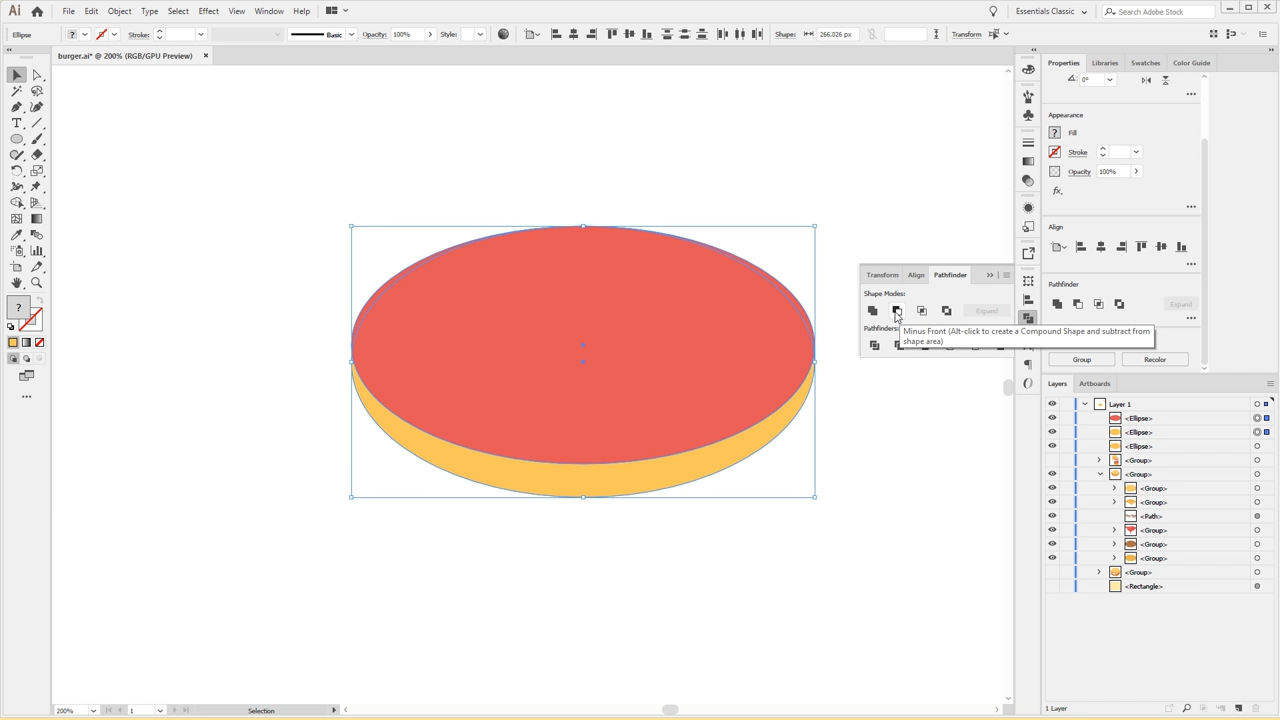 Ai File Edit Object Type Select Effect View Window Help Essentials Classic Search Adobe Stock
Ellipse ? Stroke: Basic Opacity: 100% Style: Shape: 266.026 px Transform
burger.ai* @ 200% (RGB/GPU Preview) ×
Properties Libraries Swatches Color Guide
0°
Appearance
? Fill
Stroke
Opacity 100%
fx.
Align
Transform Align Pathfinder
Shape Modes:
Expand
Pathfinders:
Minus Front (Alt-click to create a Compound Shape and subtract from
shape area)
Pathfinder
Expand
Group Recolor
Layers Artboards
Layer 1
<Ellipse>
<Ellipse>
<Ellipse>
<Group>
<Group>
<Group>
<Group>
<Path>
<Group>
<Group>
<Group>
<Group>
<Rectangle>
1 Layer
200% 1 Selection